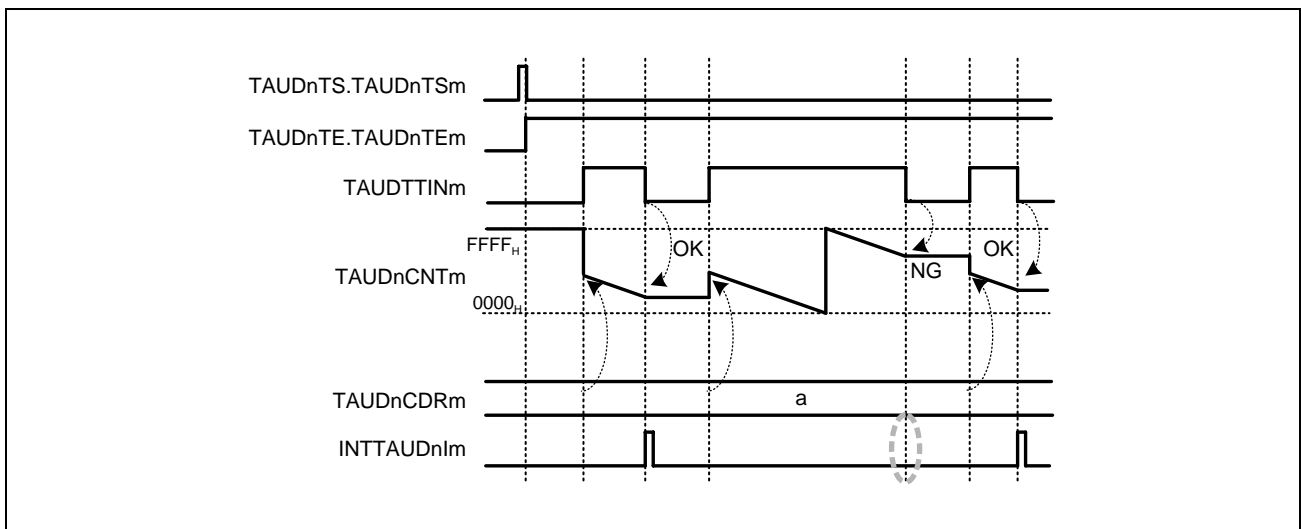 TAUDnTS.TAUDnTSm
TAUDnTE.TAUDnTEm
TAUDTTINm
FFFFH
OK
OK
TAUDnCNTm
NG
0000H
TAUDnCDRm
a
INTTAUDnIm